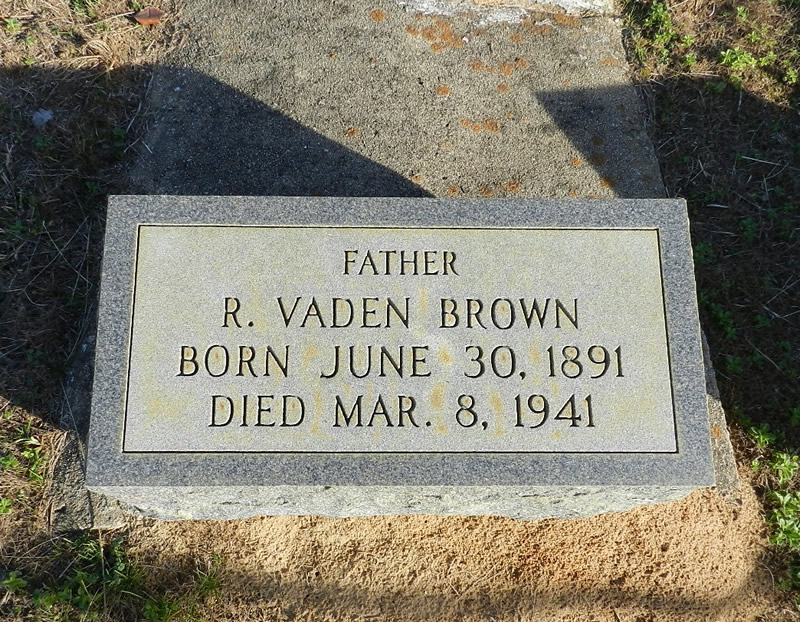 FATHER
R. VADEN BROWN
BORN JUNE 30, 1891
DIED MAR. 8, 1941